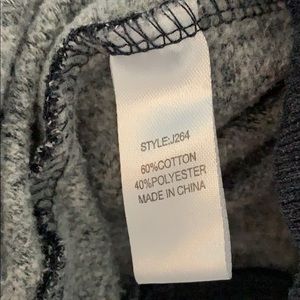 STYLE:J264
60%COTTON
40%POLYESTER
MADE IN CHINA